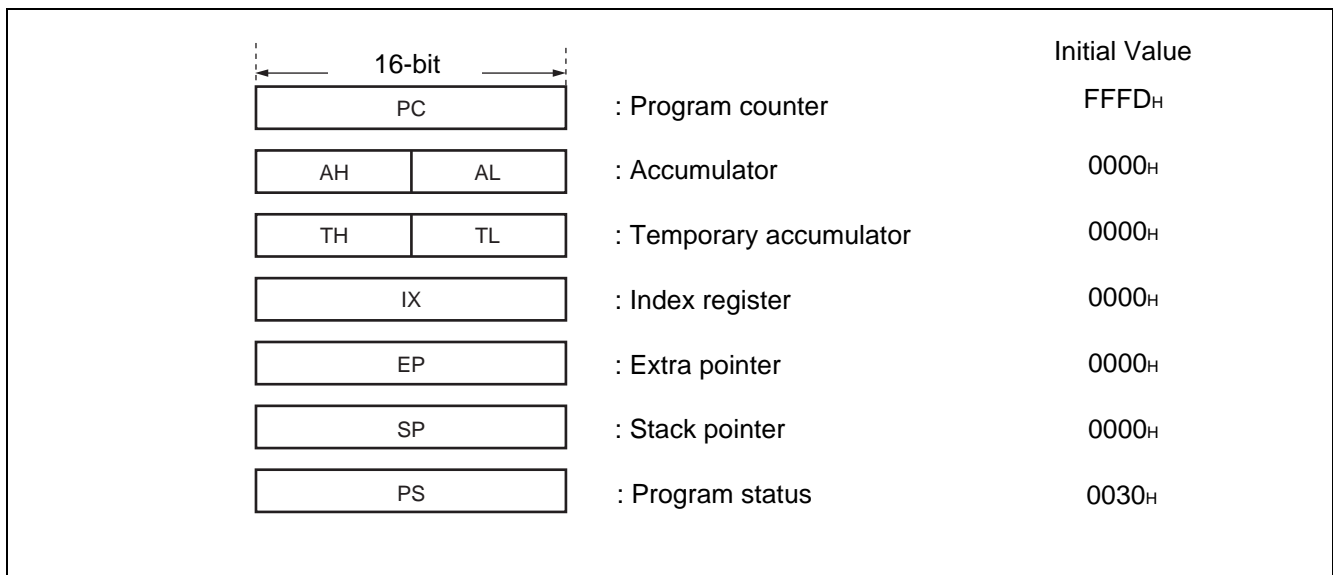 16-bit
Initial Value
PC : Program counter FFFDH
AH AL : Accumulator 0000H
TH TL : Temporary accumulator 0000H
IX : Index register 0000H
EP : Extra pointer 0000H
SP : Stack pointer 0000H
PS : Program status 0030H